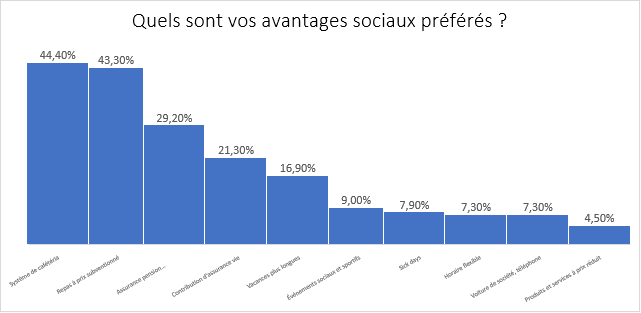 Quels sont vos avantages sociaux préférés ?
44,40%
43,30%
29,20%
21,30%
16,90%
9,00%
7,90%
7,30%
7,30%
4,50%
Système de cafétéria
Repas à prix subventionné
Assurance pension...
Contribution d'assurance vie
Vacances plus longues
Événements sociaux et sportifs
Sick days
Horaire flexible
Voiture de société, téléphone
Produits et services à prix réduit